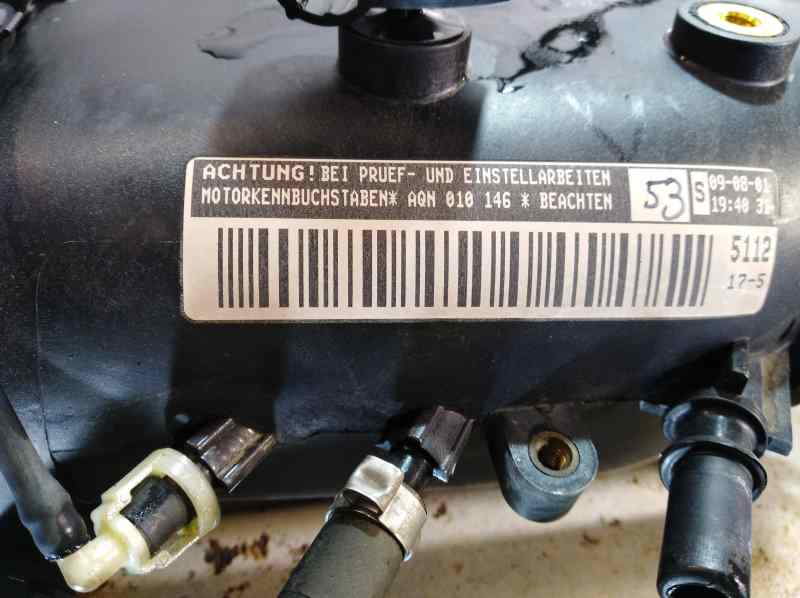 ACHTUNG! BEI PRUEF- UND EINSTELLARBEITEN
MOTORKENNBUCHSTABEN* AQN 010 146 * BEACHTEN
53
S
09-08-01
19:40 31
5112
17-5